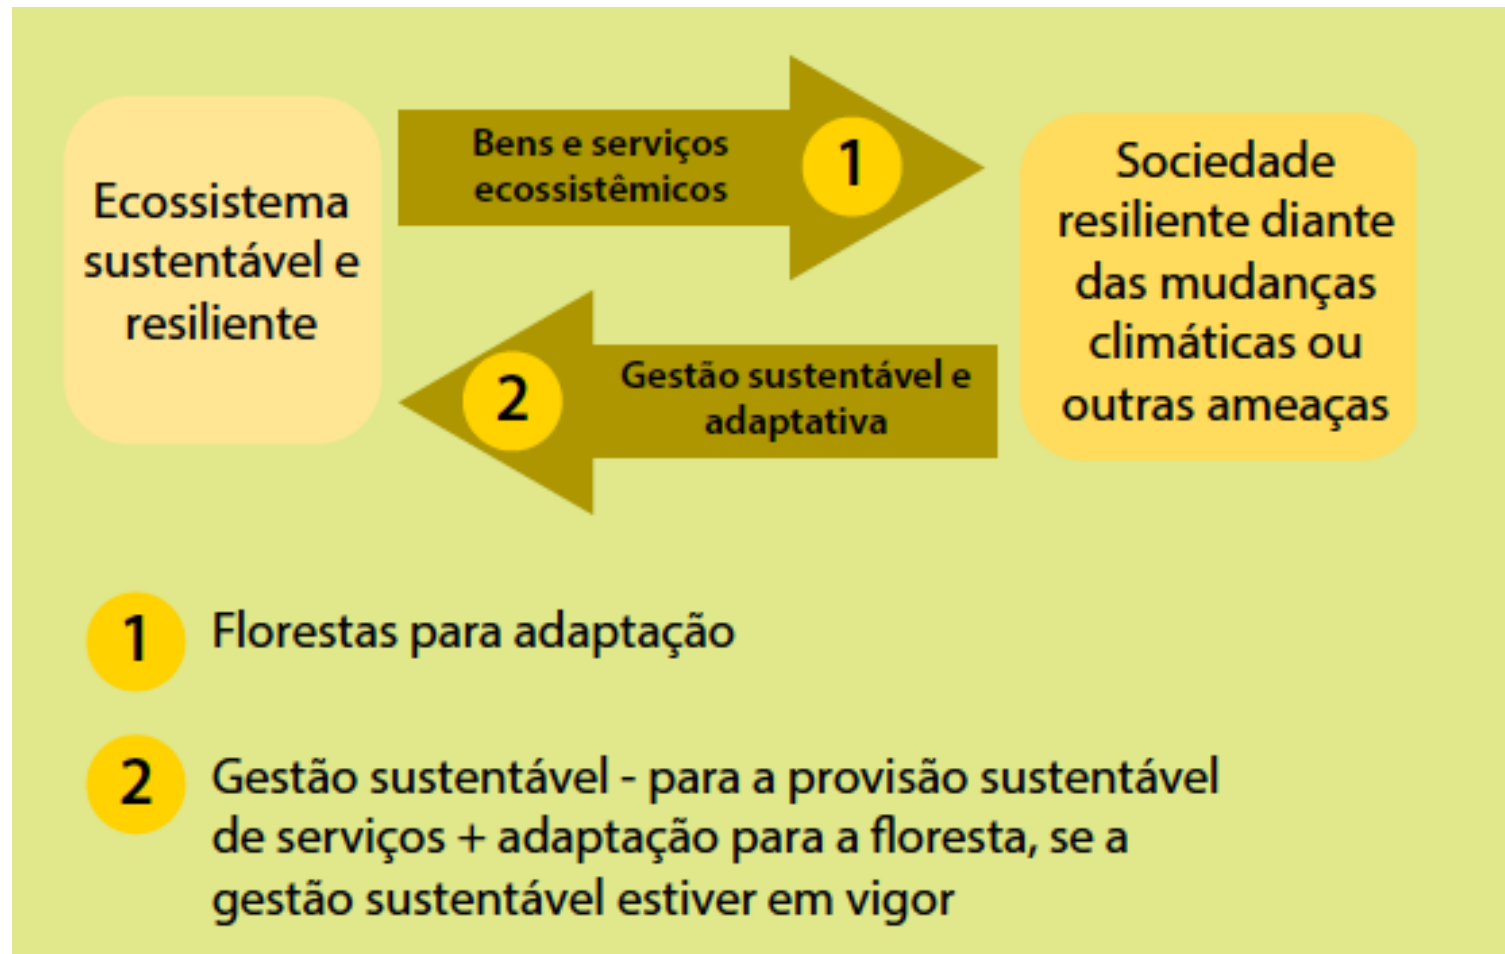 Ecossistema
sustentável e
resiliente
Bens e serviços
ecossistêmicos
1
Sociedade
resiliente diante
das mudanças
climáticas ou
outras ameaças
2
Gestão sustentável e
adaptativa
1 Florestas para adaptação
2 Gestão sustentável - para a provisão sustentável
de serviços + adaptação para a floresta, se a
gestão sustentável estiver em vigor